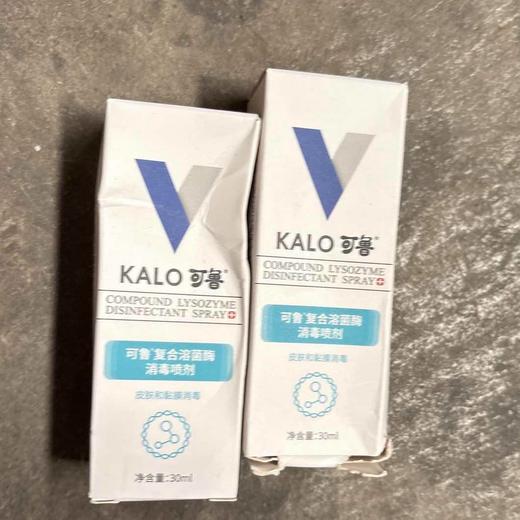 V
KALO 可鲁®
COMPOUND LYSOZYME
DISINFECTANT SPRAY
可鲁®复合溶菌酶
消毒喷剂
皮肤和黏膜消毒
净含量:30ml
V
KALO 可鲁®
COMPOUND LYSOZYME
DISINFECTANT SPRAY
可鲁®复合溶菌酶
消毒喷剂
皮肤和黏膜消毒
净含量:30ml